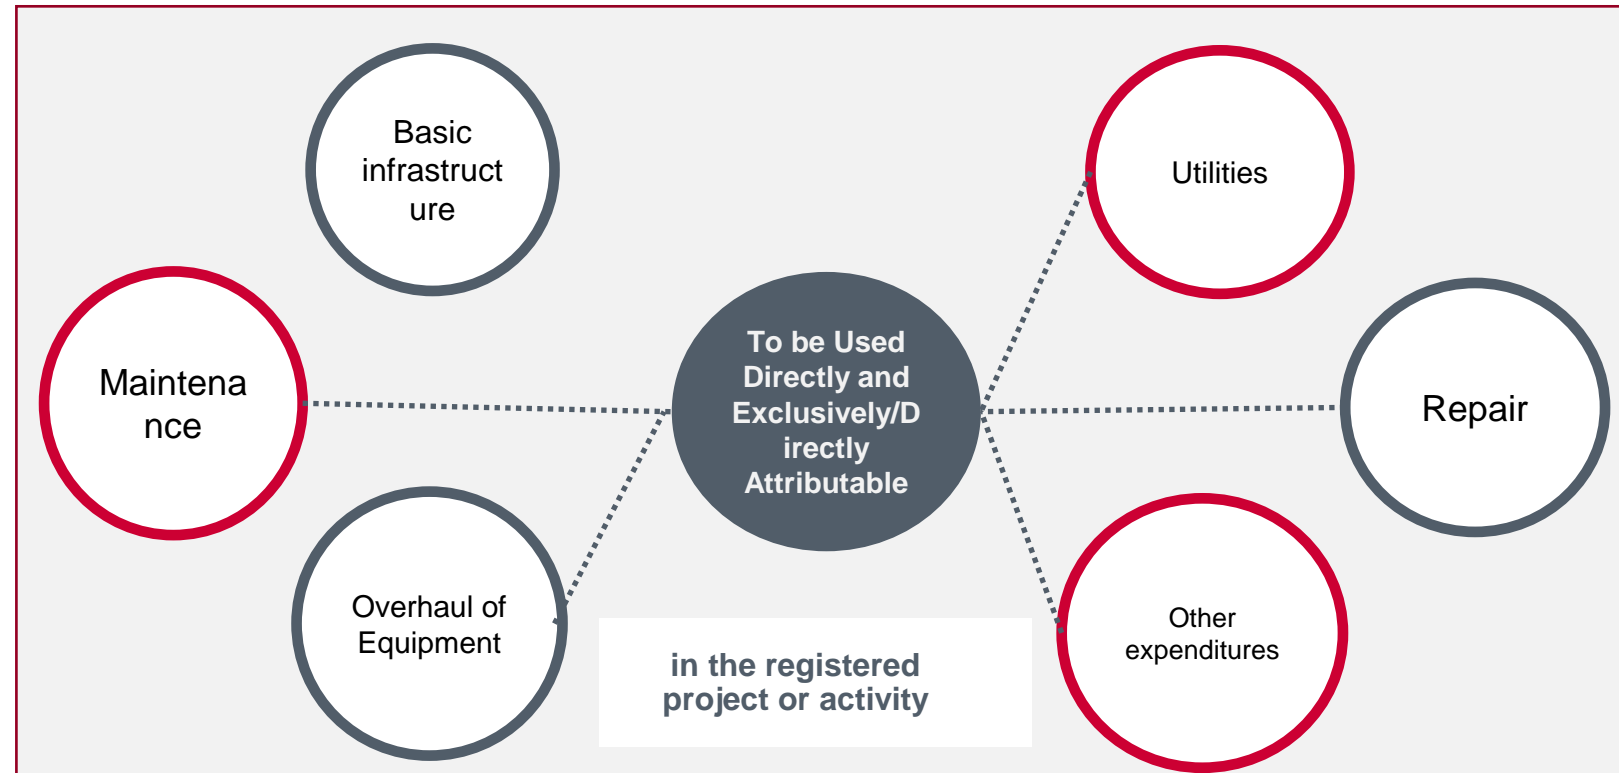 Basic
infrastruct
ure
Utilities
Maintena
nce
To be Used
Directly and
Exclusively/D
irectly
Attributable
Repair
Overhaul of
Equipment
Other
expenditures
in the registered
project or activity